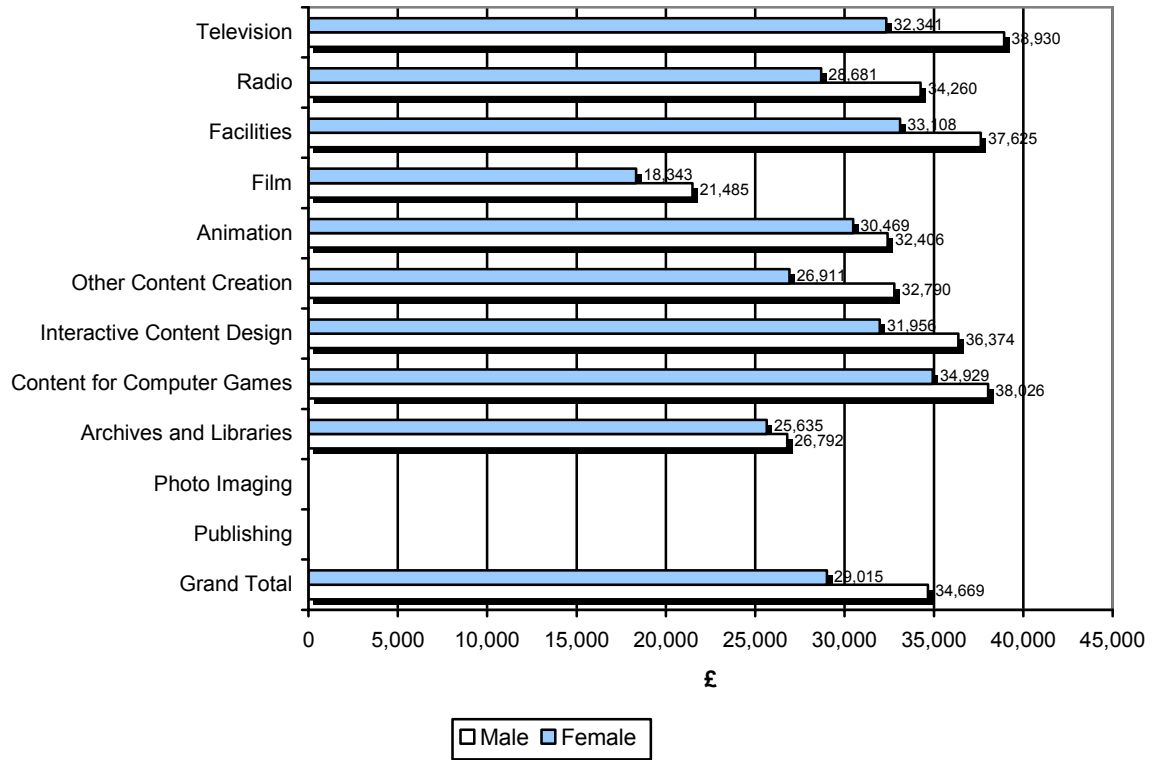 Television
32,341
38,930
Radio
28,681
34,260
Facilities
33,108
37,625
Film
18,343
21,485
Animation
30,469
32,406
Other Content Creation
26,911
32,790
Interactive Content Design
31,956
36,374
Content for Computer Games
34,929
38,026
Archives and Libraries
25,635
26,792
Photo Imaging
Publishing
Grand Total
29,015
34,669
0 5,000 10,000 15,000 20,000 25,000 30,000 35,000 40,000 45,000
£
Male Female